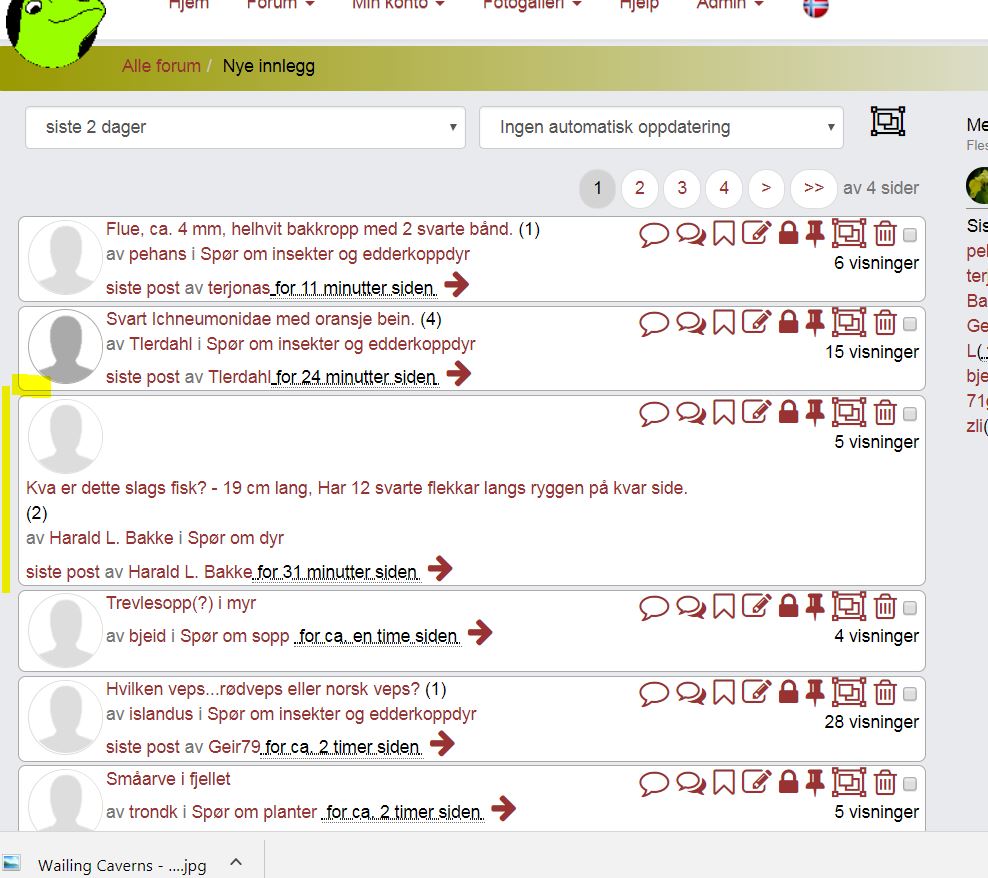 Hjem Forum Min konto Fotogalleri Hjelp Admin
Alle forum / Nye innlegg
siste 2 dager
Ingen automatisk oppdatering
1 2 3 4 > >> av 4 sider
Flue, ca. 4 mm, helhvit bakkropp med 2 svarte bånd. (1)
av pehans i Spør om insekter og edderkoppdyr
6 visninger
siste post av terjonas for 11 minutter siden
Svart Ichneumonidae med oransje bein. (4)
av Tlerdahl i Spør om insekter og edderkoppdyr
15 visninger
siste post av Tlerdahl for 24 minutter siden
5 visninger
Kva er dette slags fisk? - 19 cm lang, Har 12 svarte flekkar langs ryggen på kvar side.
(2)
av Harald L. Bakke i Spør om dyr
siste post av Harald L. Bakke for 31 minutter siden
Trevlesopp(?) i myr
av bjeid i Spør om sopp for ca. en time siden
4 visninger
Hvilken veps...rødveps eller norsk veps? (1)
av islandus i Spør om insekter og edderkoppdyr
28 visninger
siste post av Geir79 for ca. 2 timer siden
Småarve i fjellet
av trondk i Spør om planter for ca. 2 timer siden
5 visninger
Me
Fles
Sis
pe
terj
Ba
Ge
L(
bje
71g
zli(
Wailing Caverns - ....jpg